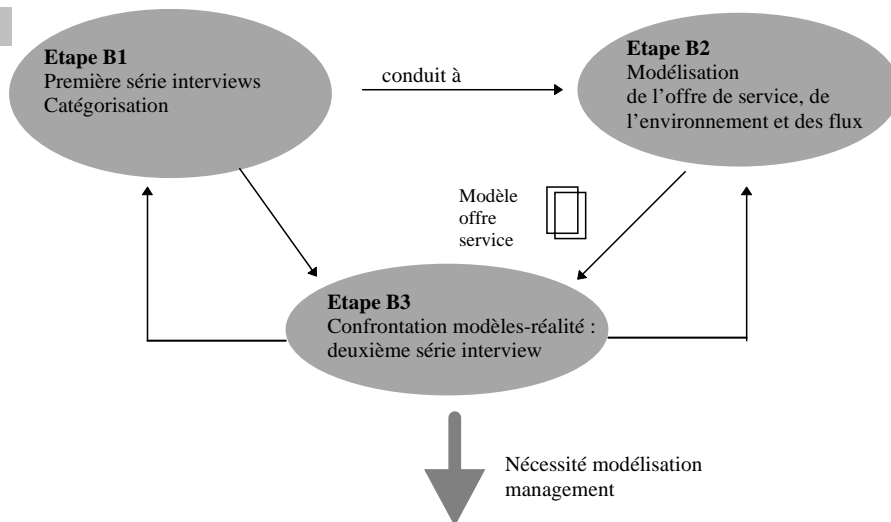 Etape B1
Première série interviews
Catégorisation
conduit à
Etape B2
Modélisation
de l’offre de service, de
l’environnement et des flux
Modèle
offre
service
Etape B3
Confrontation modèles-réalité :
deuxième série interview
Nécessité modélisation
management